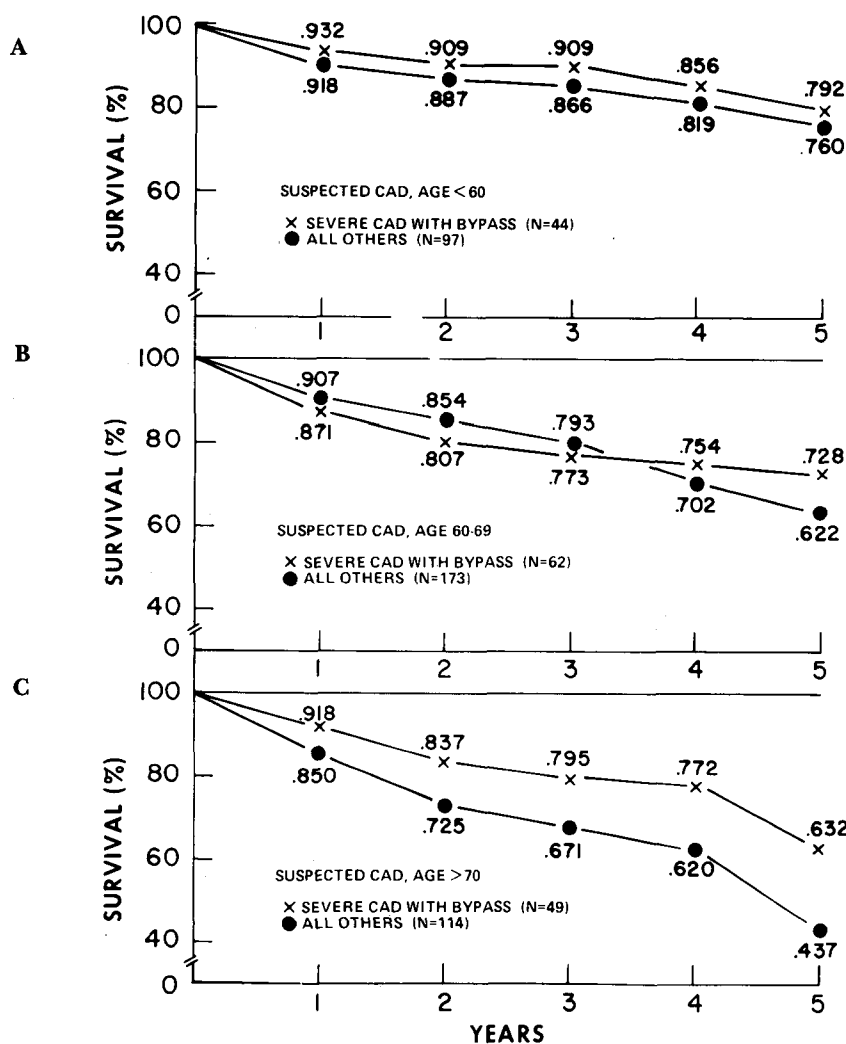 A
SURVIVAL (%)
100
80
60
40
0
.932 .909 .909 .856 .792
.918 .887 .866 .819 .760
SUSPECTED CAD, AGE <60
× SEVERE CAD WITH BYPASS (N=44)
● ALL OTHERS (N=97)
1 2 3 4 5
B
SURVIVAL (%)
100
80
60
40
0
.907 .854 .793 .754 .728
.871 .807 .773 .702 .622
SUSPECTED CAD, AGE 60-69
× SEVERE CAD WITH BYPASS (N=62)
● ALL OTHERS (N=173)
1 2 3 4 5
C
SURVIVAL (%)
100
80
60
40
0
.918 .837 .795 .772 .632
.850 .725 .671 .620 .437
SUSPECTED CAD, AGE >70
× SEVERE CAD WITH BYPASS (N=49)
● ALL OTHERS (N=114)
1 2 3 4 5
YEARS